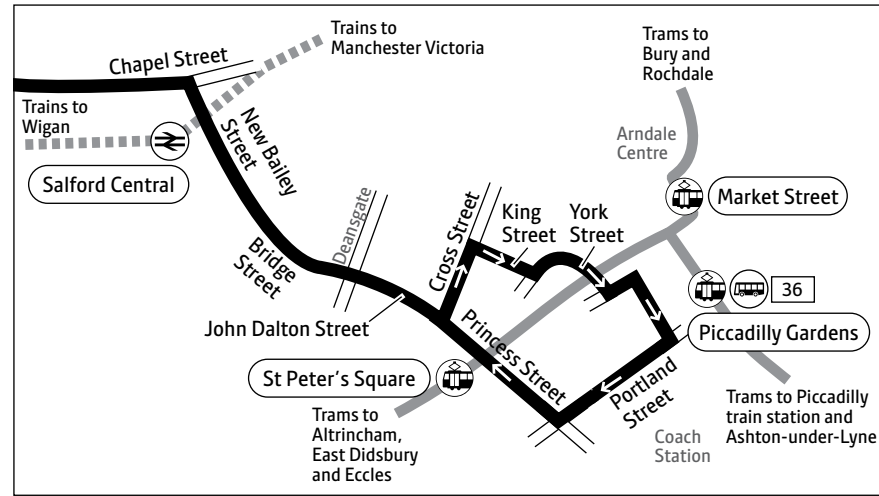 Trains to
Manchester Victoria
Trams to
Bury and
Rochdale
Chapel Street
Trains to
Wigan
New Bailey
Street
Arndale
Centre
Salford Central
Market Street
Deansgate
Cross Street
King
Street
York
Street
Bridge
Street
36
John Dalton Street
Princess Street
Piccadilly Gardens
St Peter's Square
Portland
Street
Trams to
Altrincham,
East Didsbury
and Eccles
Coach
Station
Trams to Piccadilly
train station and
Ashton-under-Lyne